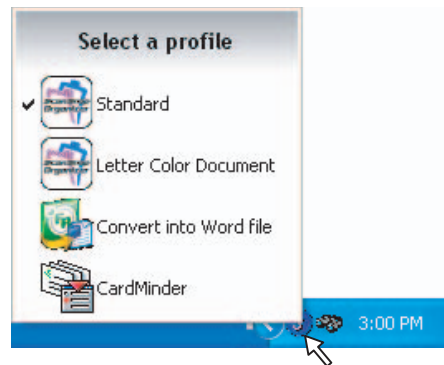 Select a profile
Standard
Letter Color Document
Convert into Word file
CardMinder
3:00 PM